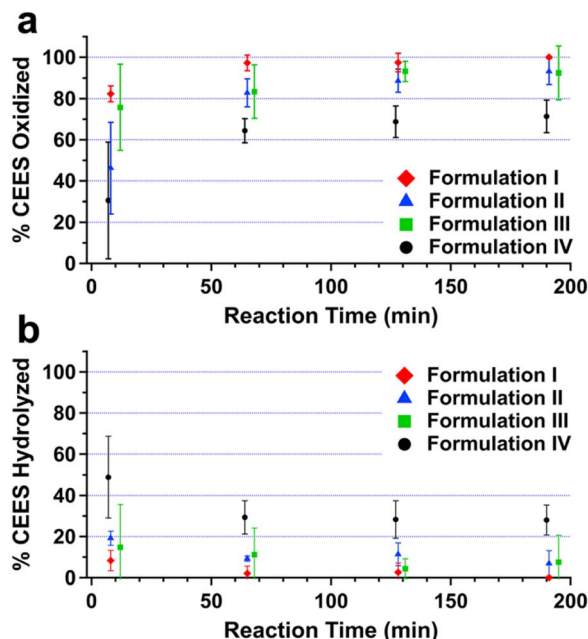 a
% CEES Oxidized
100
80
60
40
20
0
Formulation I
Formulation II
Formulation III
Formulation IV
0 50 100 150 200
Reaction Time (min)
b
% CEES Hydrolyzed
100
80
60
40
20
0
Formulation I
Formulation II
Formulation III
Formulation IV
0 50 100 150 200
Reaction Time (min)